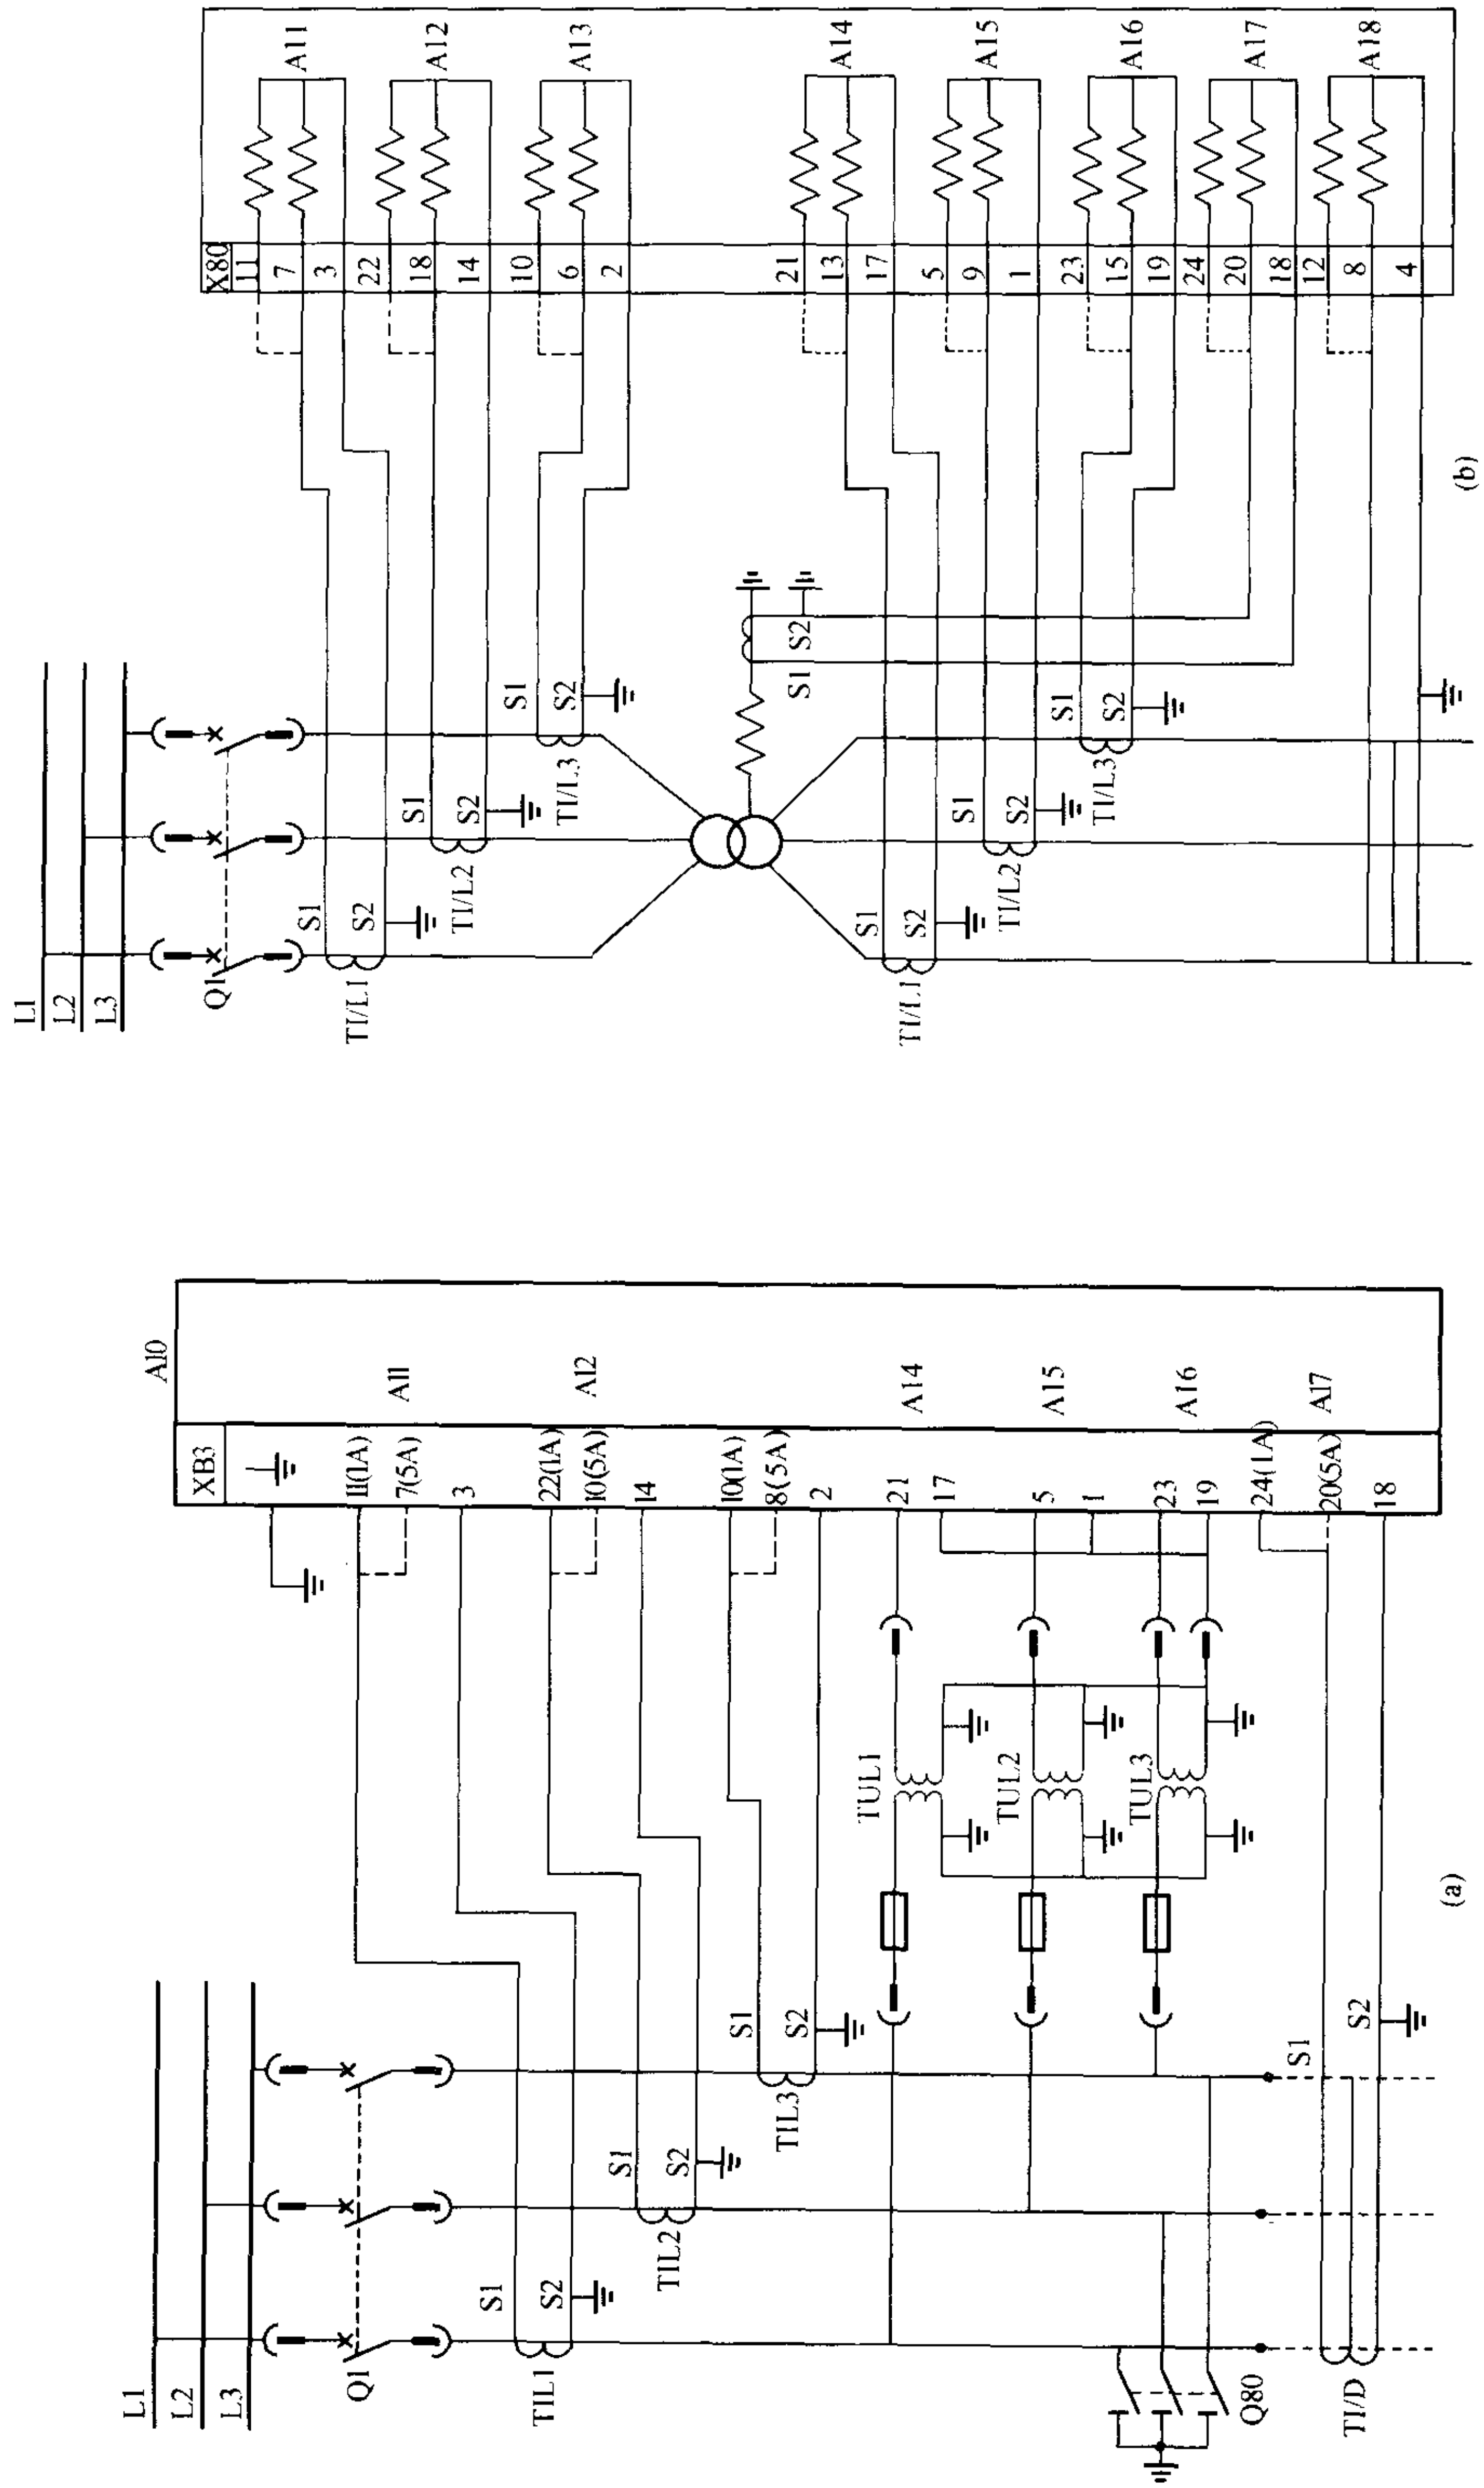 (a)
L1
L2
L3
Q1
TIL1
S1
S2
TIL2
S1
S2
TIL3
S1
S2
Q80
TI/D
S1
S2
TUL1
TUL2
TUL3
XB3
11(1A)
7(5A)
3
22(1A)
10(5A)
14
10(1A)
8(5A)
2
21
17
5
1
23
19
24(1A)
20(5A)
18
A10
A11
A12
A14
A15
A16
A17
(b)
L1
L2
L3
Q1
TI/L1
S1
S2
TI/L2
S1
S2
TI/L3
S1
S2
S1
S2
TI/L1
S1
S2
TI/L2
S1
S2
TI/L3
S1
S2
X80
11
7
3
22
18
14
10
6
2
21
13
17
5
9
1
23
15
19
24
20
18
12
8
4
A11
A12
A13
A14
A15
A16
A17
A18